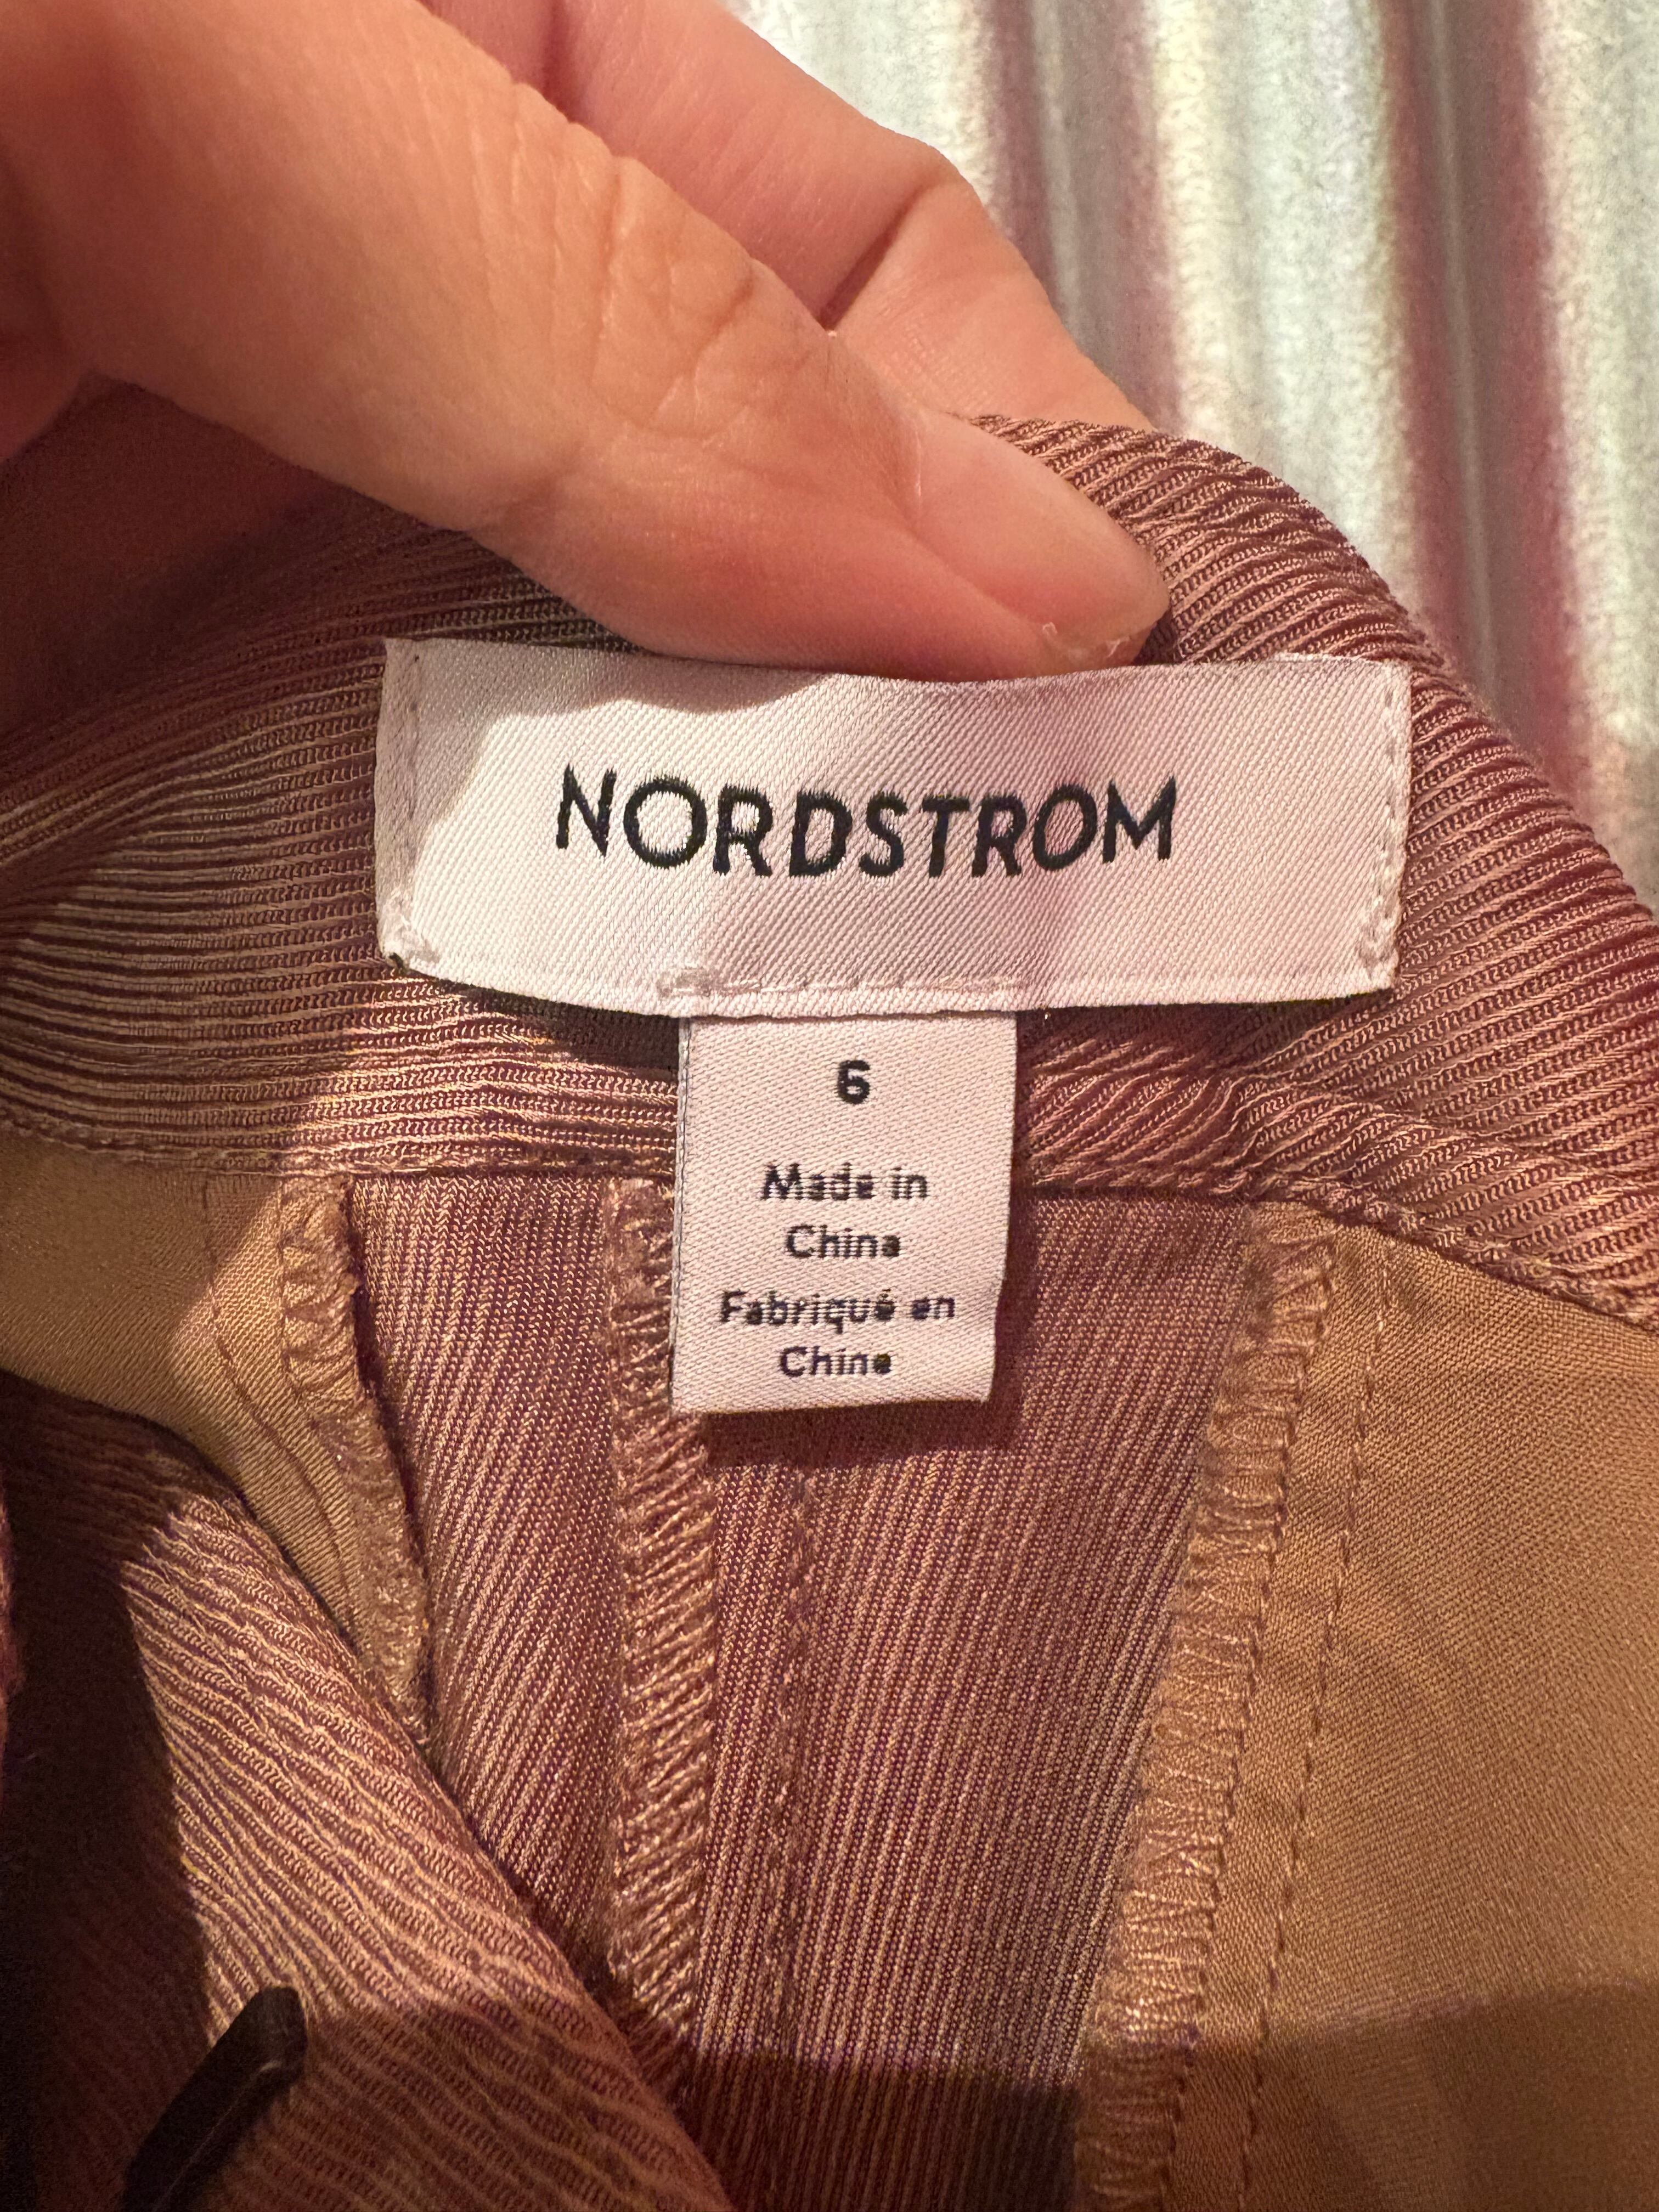 NORDSTROM
6
Made in
China
Fabriqué en
Chine